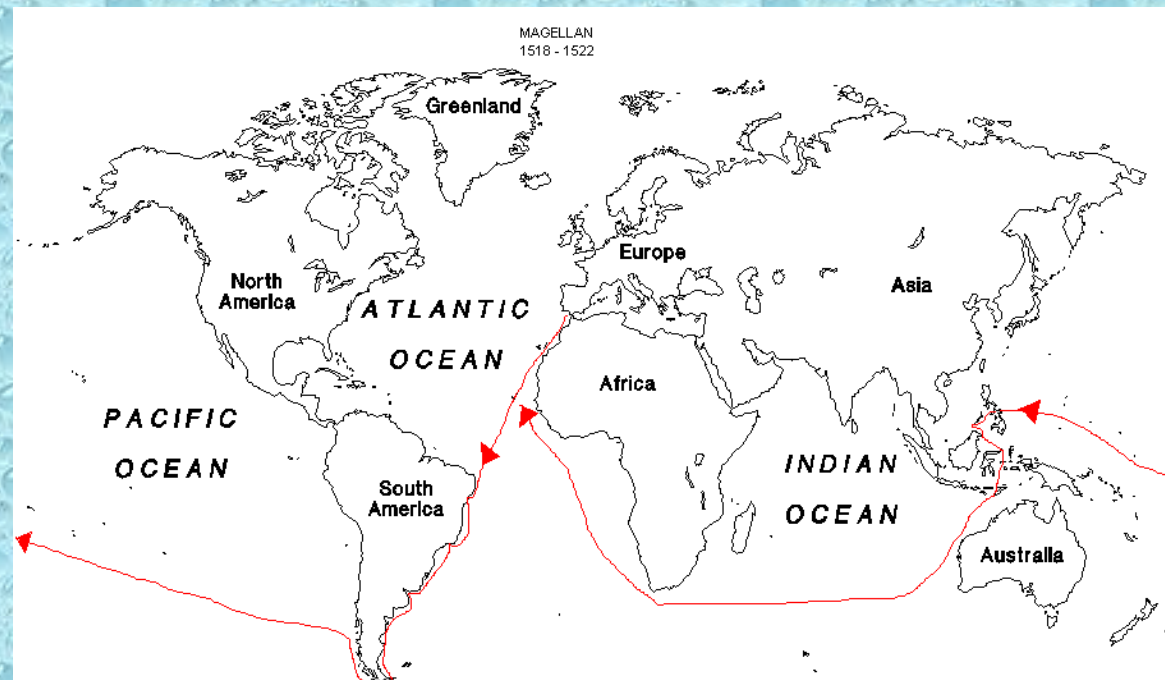 MAGELLAN
1518 - 1522
Greenland
Europe
North
America
Asia
ATLANTIC
OCEAN
Africa
PACIFIC
OCEAN
INDIAN
OCEAN
South
America
Australia